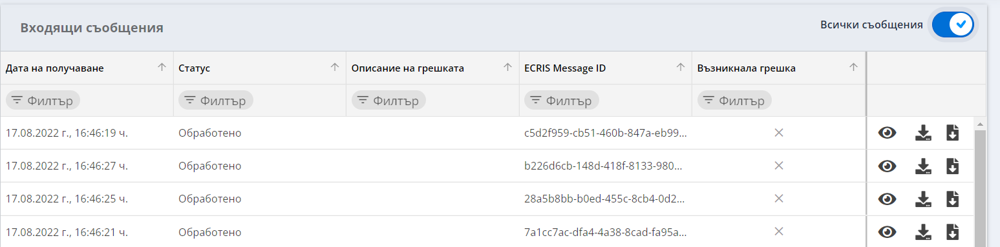 Входящи съобщения
Всички съобщения
Дата на получаване Статус Описание на грешката ECRIS Message ID Възникнала грешка
Филтър Филтър Филтър Филтър Филтър
17.08.2022 г., 16:46:19 ч. Обработено c5d2f959-cb51-460b-847a-eb99...
17.08.2022 г., 16:46:27 ч. Обработено b226d6cb-148d-418f-8133-980...
17.08.2022 г., 16:46:25 ч. Обработено 28a5b8bb-b0ed-455c-8cb4-0d2...
17.08.2022 г., 16:46:21 ч. Обработено 7a1cc7ac-dfa4-4a38-8cad-fa95a...